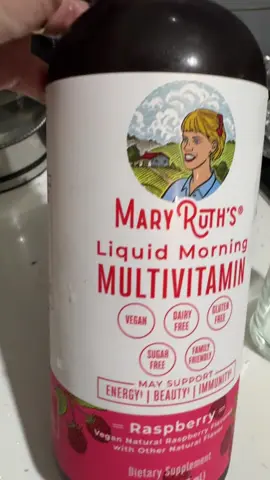 MARY RUTH'S®
Liquid Morning
MULTIVITAMIN
VEGAN
DAIRY FREE
GLUTEN FREE
SUGAR FREE
FAMILY FRIENDLY
MAY SUPPORT
ENERGY‡ | BEAUTY‡ | IMMUNITY‡
Raspberry
Vegan Natural Raspberry
with Other Natural Flavor
Dietary Supplement